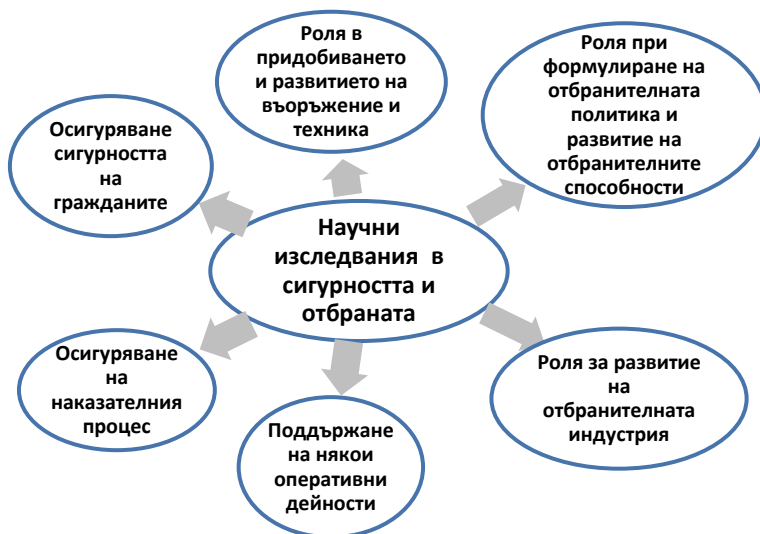 Роля в
придобиването
и развитието на
въоръжение и
техника
Роля при
формулиране на
отбранителната
политика и
развитие на
отбранителните
способности
Осигуряване
сигурността
на
гражданите
Научни
изследвания в
сигурността и
отбраната
Осигуряване
на
наказателния
процес
Роля за развитие
на
отбранителната
индустрия
Поддържане
на някои
оперативни
дейности